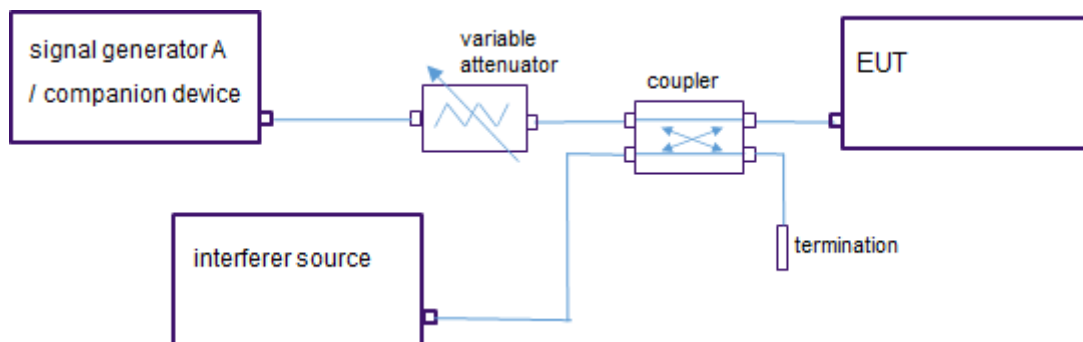 signal generator A
/ companion device
variable
attenuator
coupler
EUT
interferer source
termination